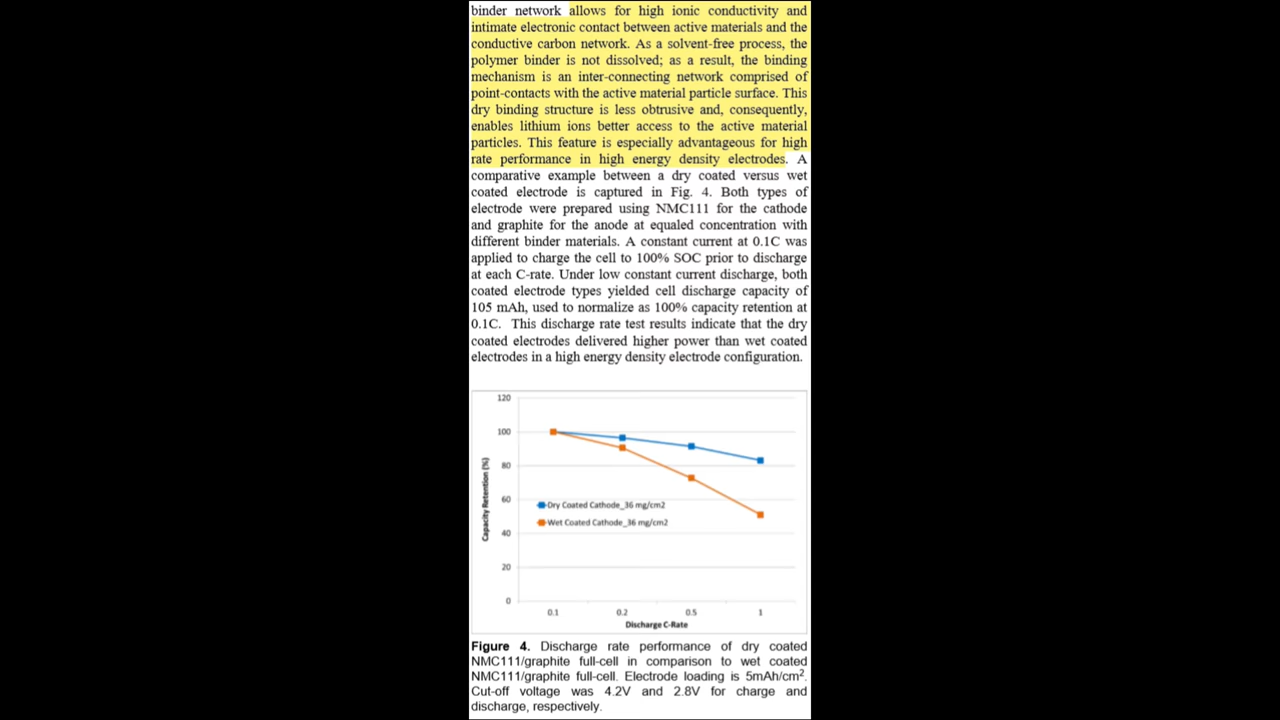 binder network allows for high ionic conductivity and
intimate electronic contact between active materials and the
conductive carbon network. As a solvent-free process, the
polymer binder is not dissolved; as a result, the binding
mechanism is an inter-connecting network comprised of
point-contacts with the active material particle surface. This
dry binding structure is less obtrusive and, consequently,
enables lithium ions better access to the active material
particles. This feature is especially advantageous for high
rate performance in high energy density electrodes. A
comparative example between a dry coated versus wet
coated electrode is captured in Fig. 4. Both types of
electrode were prepared using NMC111 for the cathode
and graphite for the anode at equaled concentration with
different binder materials. A constant current at 0.1C was
applied to charge the cell to 100% SOC prior to discharge
at each C-rate. Under low constant current discharge, both
coated electrode types yielded cell discharge capacity of
105 mAh, used to normalize as 100% capacity retention at
0.1C. This discharge rate test results indicate that the dry
coated electrodes delivered higher power than wet coated
electrodes in a high energy density electrode configuration.
120
100
80
60
40
20
0
Capacity Retention (%)
Dry Coated Cathode_36 mg/cm2
Wet Coated Cathode_36 mg/cm2
0.1 0.2 0.5 1
Discharge C-Rate
Figure 4. Discharge rate performance of dry coated
NMC111/graphite full-cell in comparison to wet coated
NMC111/graphite full-cell. Electrode loading is 5mAh/cm².
Cut-off voltage was 4.2V and 2.8V for charge and
discharge, respectively.